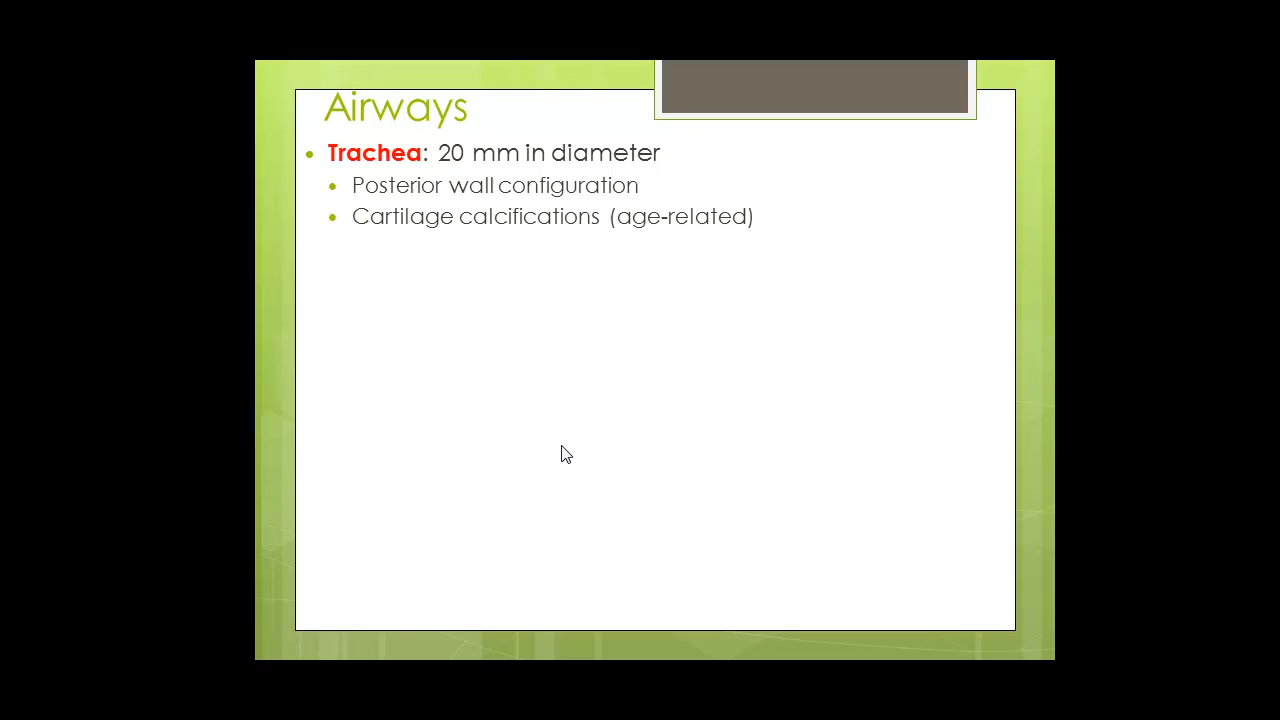 Airways
• Trachea: 20 mm in diameter
• Posterior wall configuration
• Cartilage calcifications (age-related)